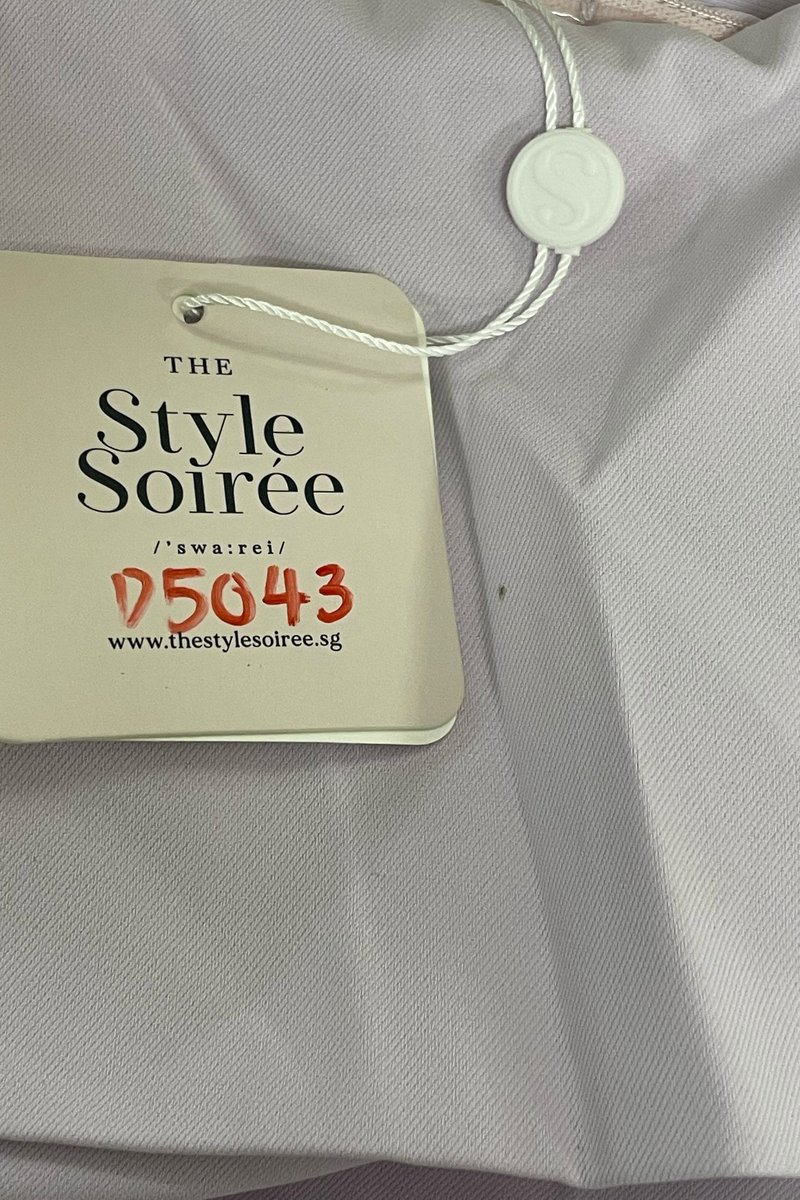 S
THE
Style
Soirée
/'swa:rei/
D5043
www.thestylesoiree.sg